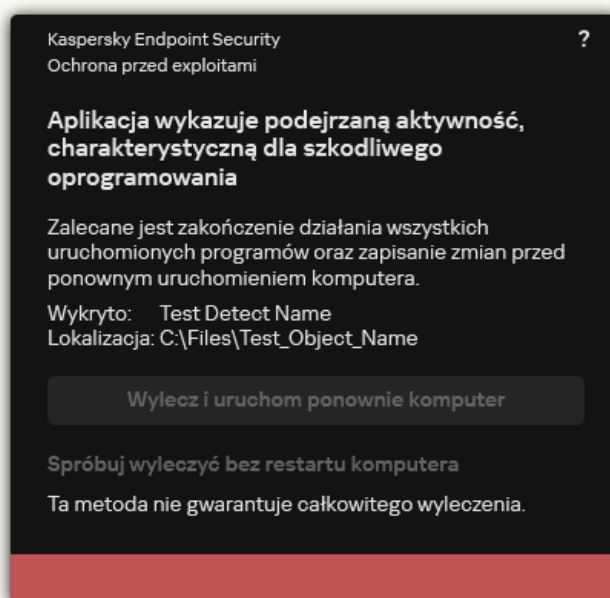 Kaspersky Endpoint Security
?
Ochrona przed exploitami
Aplikacja wykazuje podejrzaną aktywność,
charakterystyczną dla szkodliwego
oprogramowania
Zalecane jest zakończenie działania wszystkich
uruchomionych programów oraz zapisanie zmian przed
ponownym uruchomieniem komputera.
Wykryto: Test Detect Name
Lokalizacja: C:\Files\Test_Object_Name
Wylecz i uruchom ponownie komputer
Spróbuj wyleczyć bez restartu komputera
Ta metoda nie gwarantuje całkowitego wyleczenia.